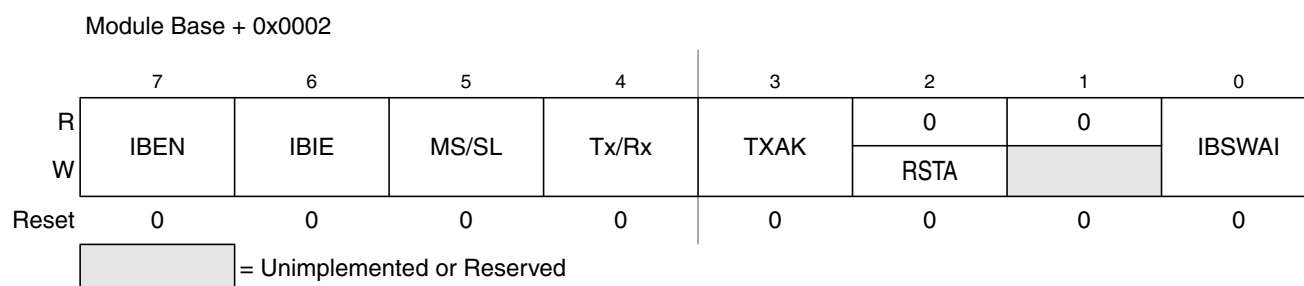 Module Base + 0x0002
7 6 5 4 3 2 1 0
R 0 0
IBEN IBIE MS/SL Tx/Rx TXAK IBSWAI
W RSTA
Reset 0 0 0 0 0 0 0 0
= Unimplemented or Reserved